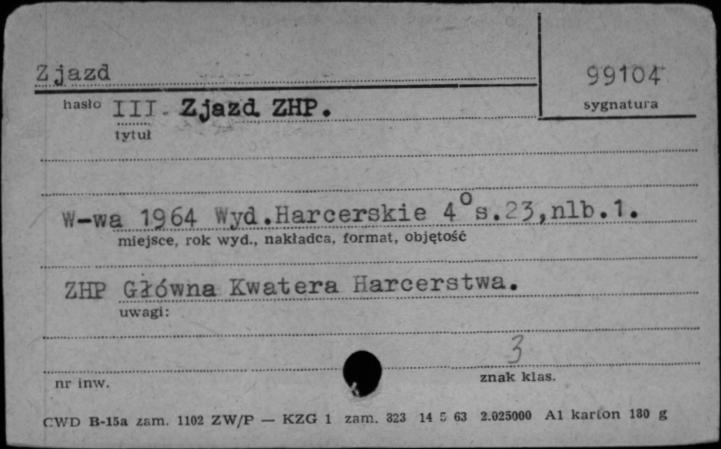 Zjazd
99104
hasło
sygnatura
III Zjazd ZHP.
tytuł
W-wa 1964 Wyd.Harcerskie 4° s.23,nlb.1.
miejsce, rok wyd., nakładca, format, objętość
ZHP Główna Kwatera Harcerstwa.
uwagi:
3
nr inw.
znak klas.
CWD B-15a zam. 1102 ZW/P — KZG 1 zam. 323 14 5 63 2.025000 A1 karton 180 g